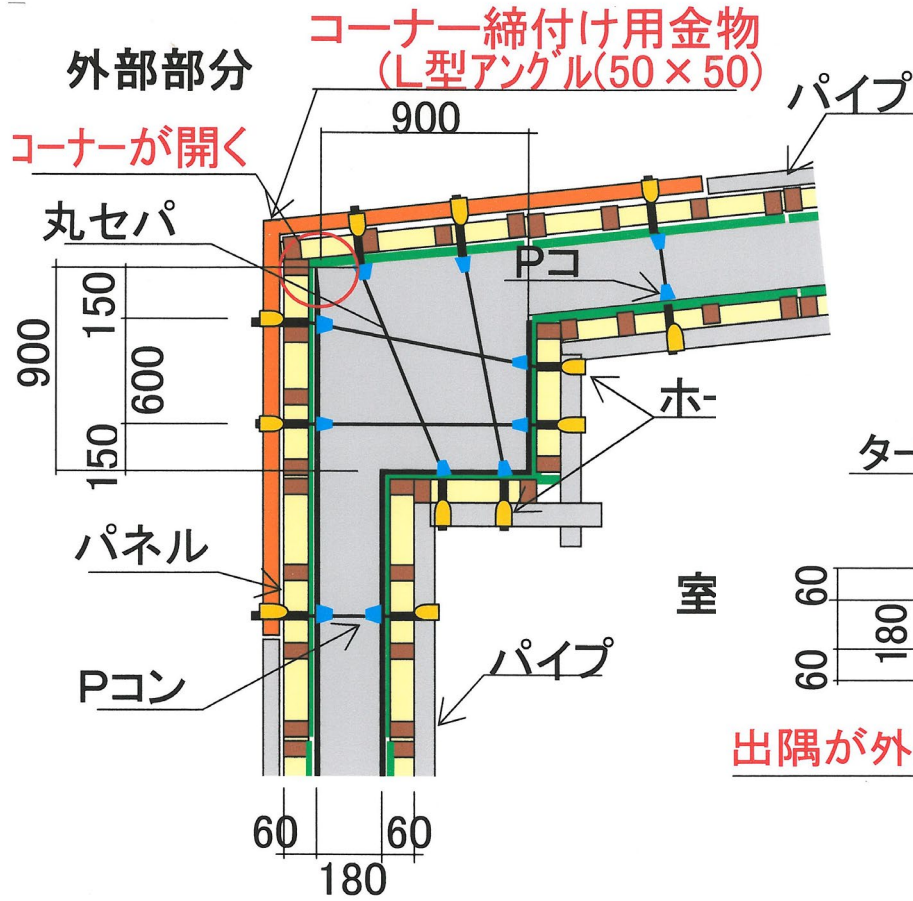 外部部分
コーナー締付け用金物
(L型アングル(50×50)
パイプ
900
コーナーが開く
丸セパ
Pコ
150
900
600
150
ホー
ター
パネル
室
60
180
60
Pコン
パイプ
出隅が外
60
60
180